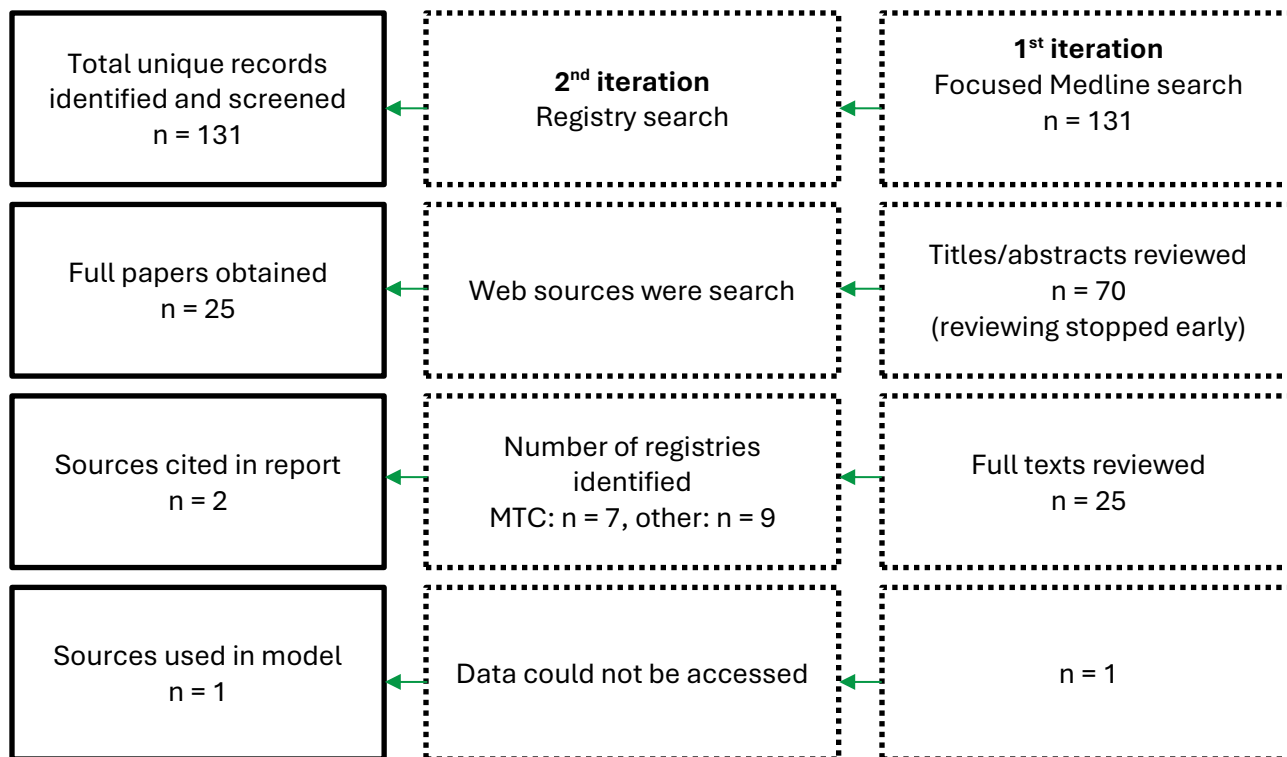 Total unique records
identified and screened
n = 131
2nd iteration
Registry search
1st iteration
Focused Medline search
n = 131
Full papers obtained
n = 25
Web sources were search
Titles/abstracts reviewed
n = 70
(reviewing stopped early)
Sources cited in report
n = 2
Number of registries
identified
MTC: n = 7, other: n = 9
Full texts reviewed
n = 25
Sources used in model
n = 1
Data could not be accessed
n = 1